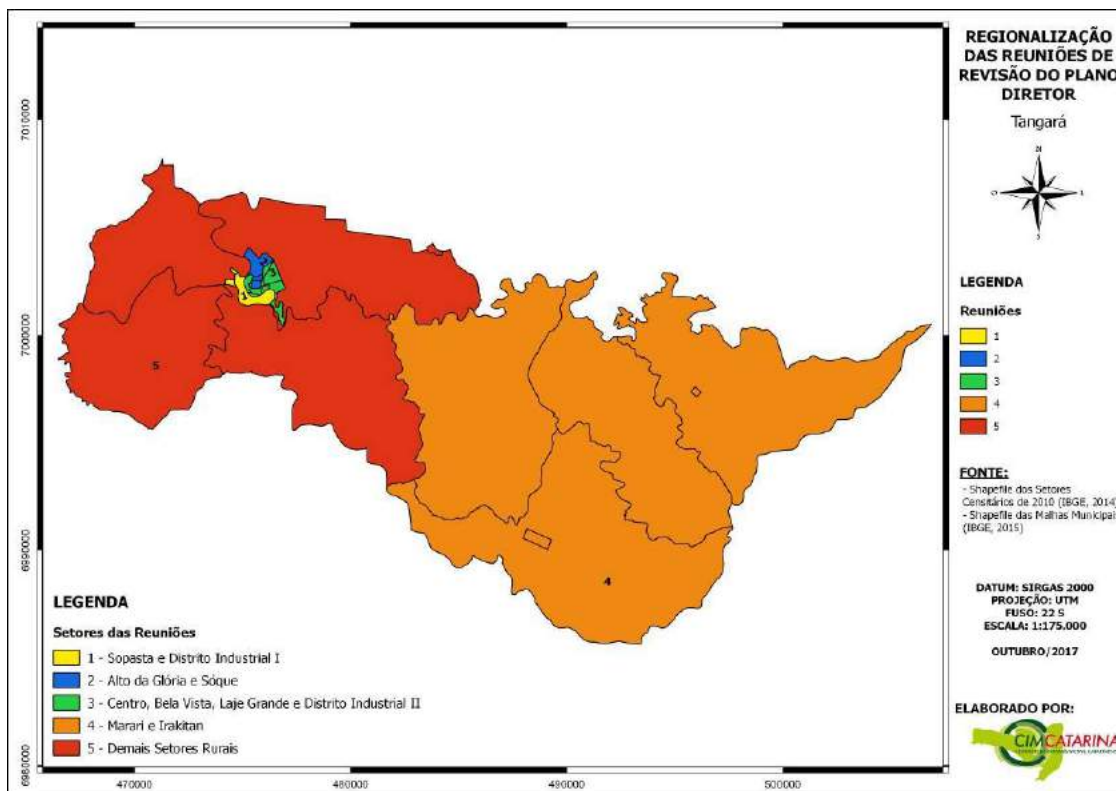 REGIONALIZAÇÃO
DAS REUNIÕES DE
REVISÃO DO PLANO
DIRETOR
Tangará
N
O
L
S
LEGENDA
Reuniões
1
2
3
4
5
FONTE:
- Shapefile dos Setores
Censitários de 2010 (IBGE, 2014)
- Shapefile das Malhas Municipais
(IBGE, 2015)
DATUM: SIRGAS 2000
PROJEÇÃO: UTM
FUSO: 22 S
ESCALA: 1:175.000
OUTUBRO/2017
ELABORADO POR:
CIMCATARINA
7010000
7000000
6990000
6980000
2
3
1
5
4
LEGENDA
Setores das Reuniões
1 - Sopasta e Distrito Industrial I
2 - Alto da Glória e Sóque
3 - Centro, Bela Vista, Laje Grande e Distrito Industrial II
4 - Marari e Irakitan
5 - Demais Setores Rurais
470000
480000
490000
500000